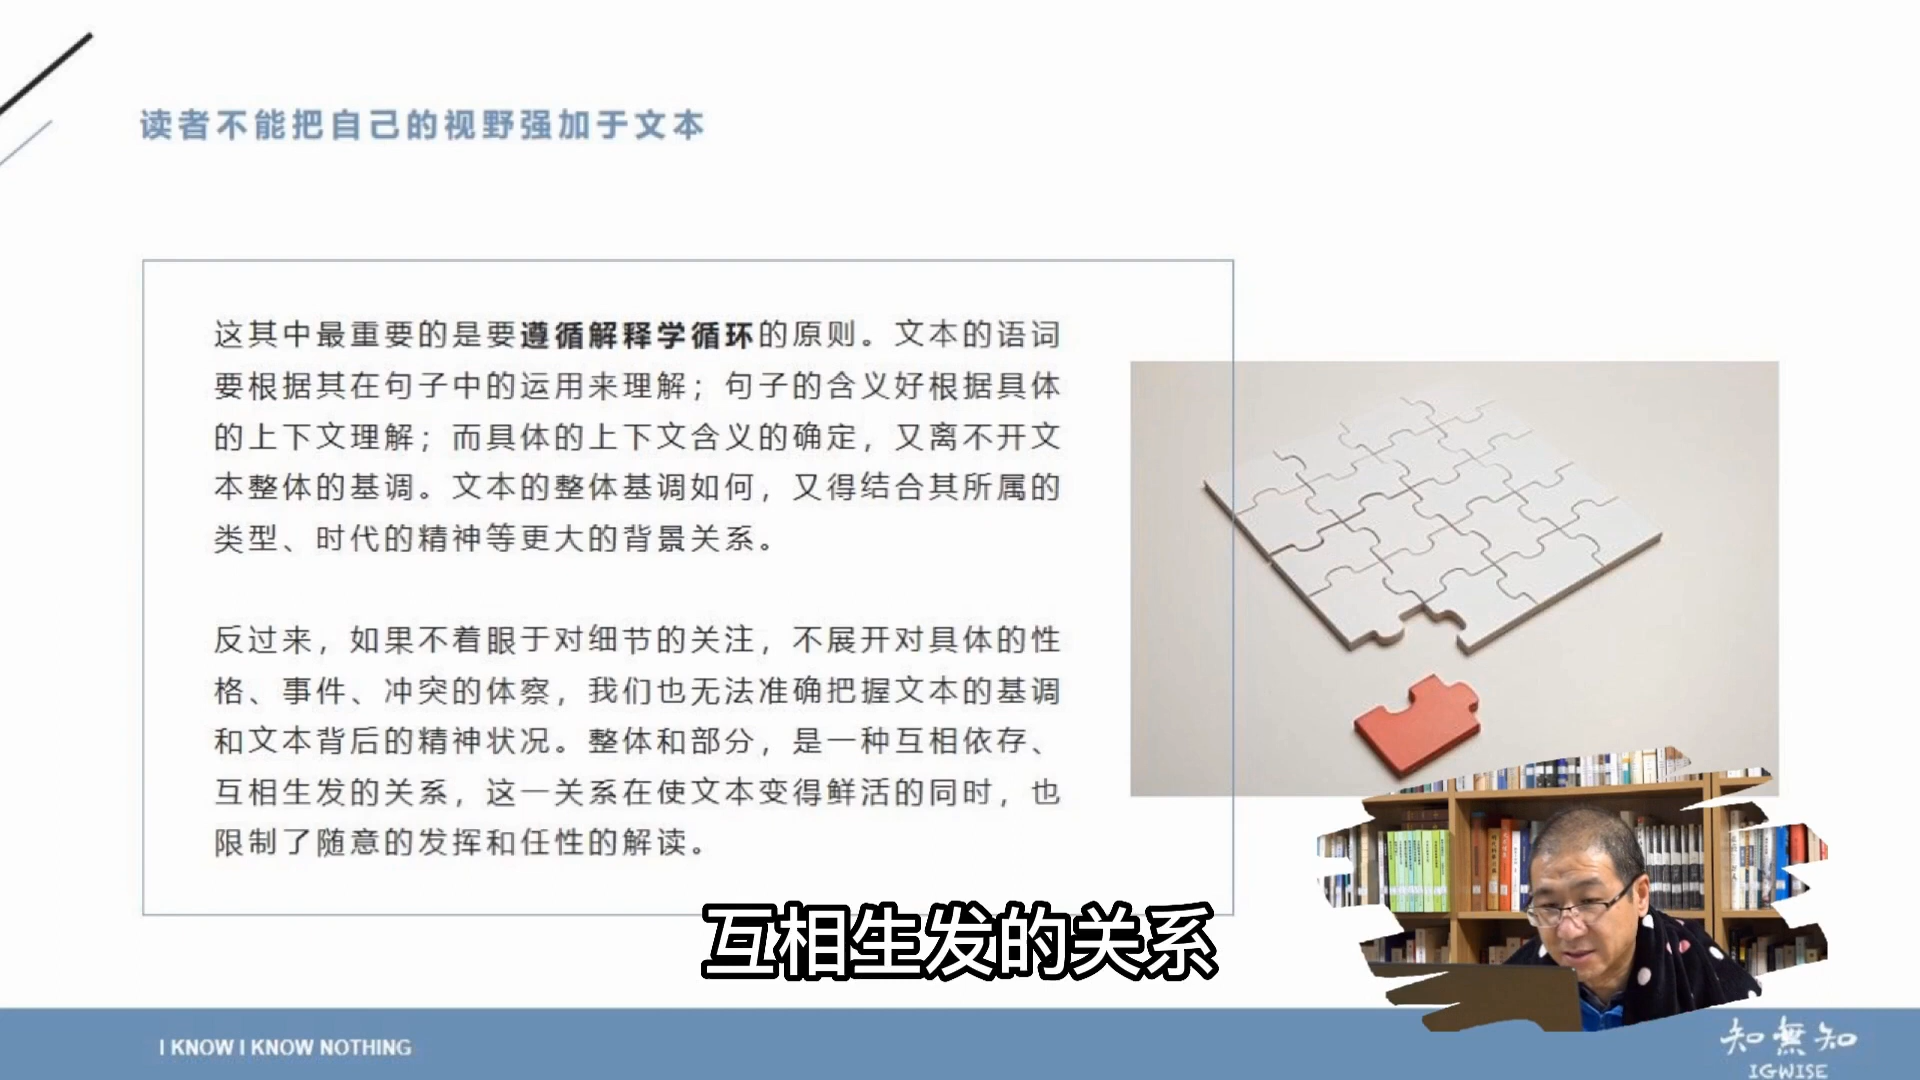 读者不能把自己的视野强加于文本
这其中最重要的是要遵循解释学循环的原则。文本的语词
要根据其在句子中的运用来理解；句子的含义好根据具体
的上下文理解；而具体的上下文含义的确定，又离不开文
本整体的基调。文本的整体基调如何，又得结合其所属的
类型、时代的精神等更大的背景关系。
反过来，如果不着眼于对细节的关注，不展开对具体的性
格、事件、冲突的体察，我们也无法准确把握文本的基调
和文本背后的精神状况。整体和部分，是一种互相依存、
互相生发的关系，这一关系在使文本变得鲜活的同时，也
限制了随意的发挥和任性的解读。
互相生发的关系
I KNOW I KNOW NOTHING
知無知
IGWISE